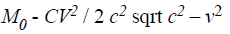 M₀ - CV² / 2 c² sqrt c² – v²